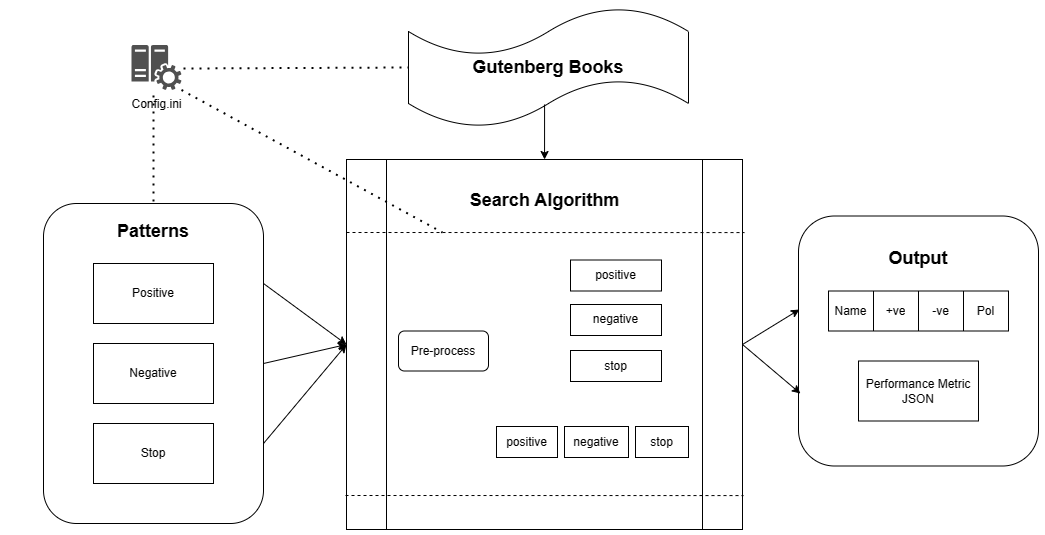 Gutenberg Books
Config.ini
Patterns
Positive
Negative
Stop
Search Algorithm
Pre-process
positive
negative
stop
positive
negative
stop
Output
Name
+ve
-ve
Pol
Performance Metric
JSON